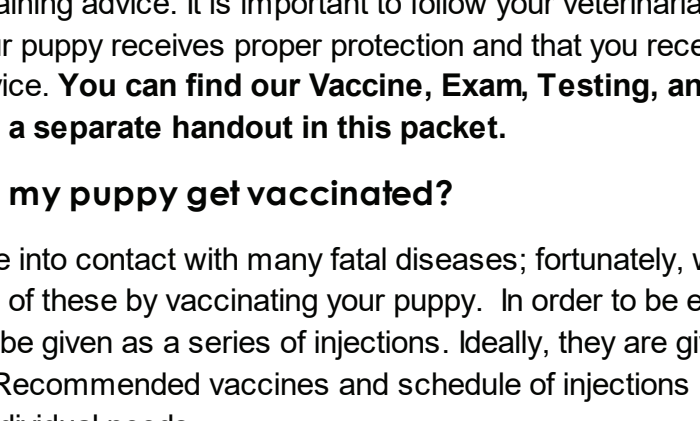 aining advice. It is important to follow your veterinaria
ur puppy receives proper protection and that you rece
vice. You can find our Vaccine, Exam, Testing, an
a separate handout in this packet.
my puppy get vaccinated?
e into contact with many fatal diseases; fortunately, w
of these by vaccinating your puppy. In order to be e
be given as a series of injections. Ideally, they are gi
Recommended vaccines and schedule of injections
dividual needs